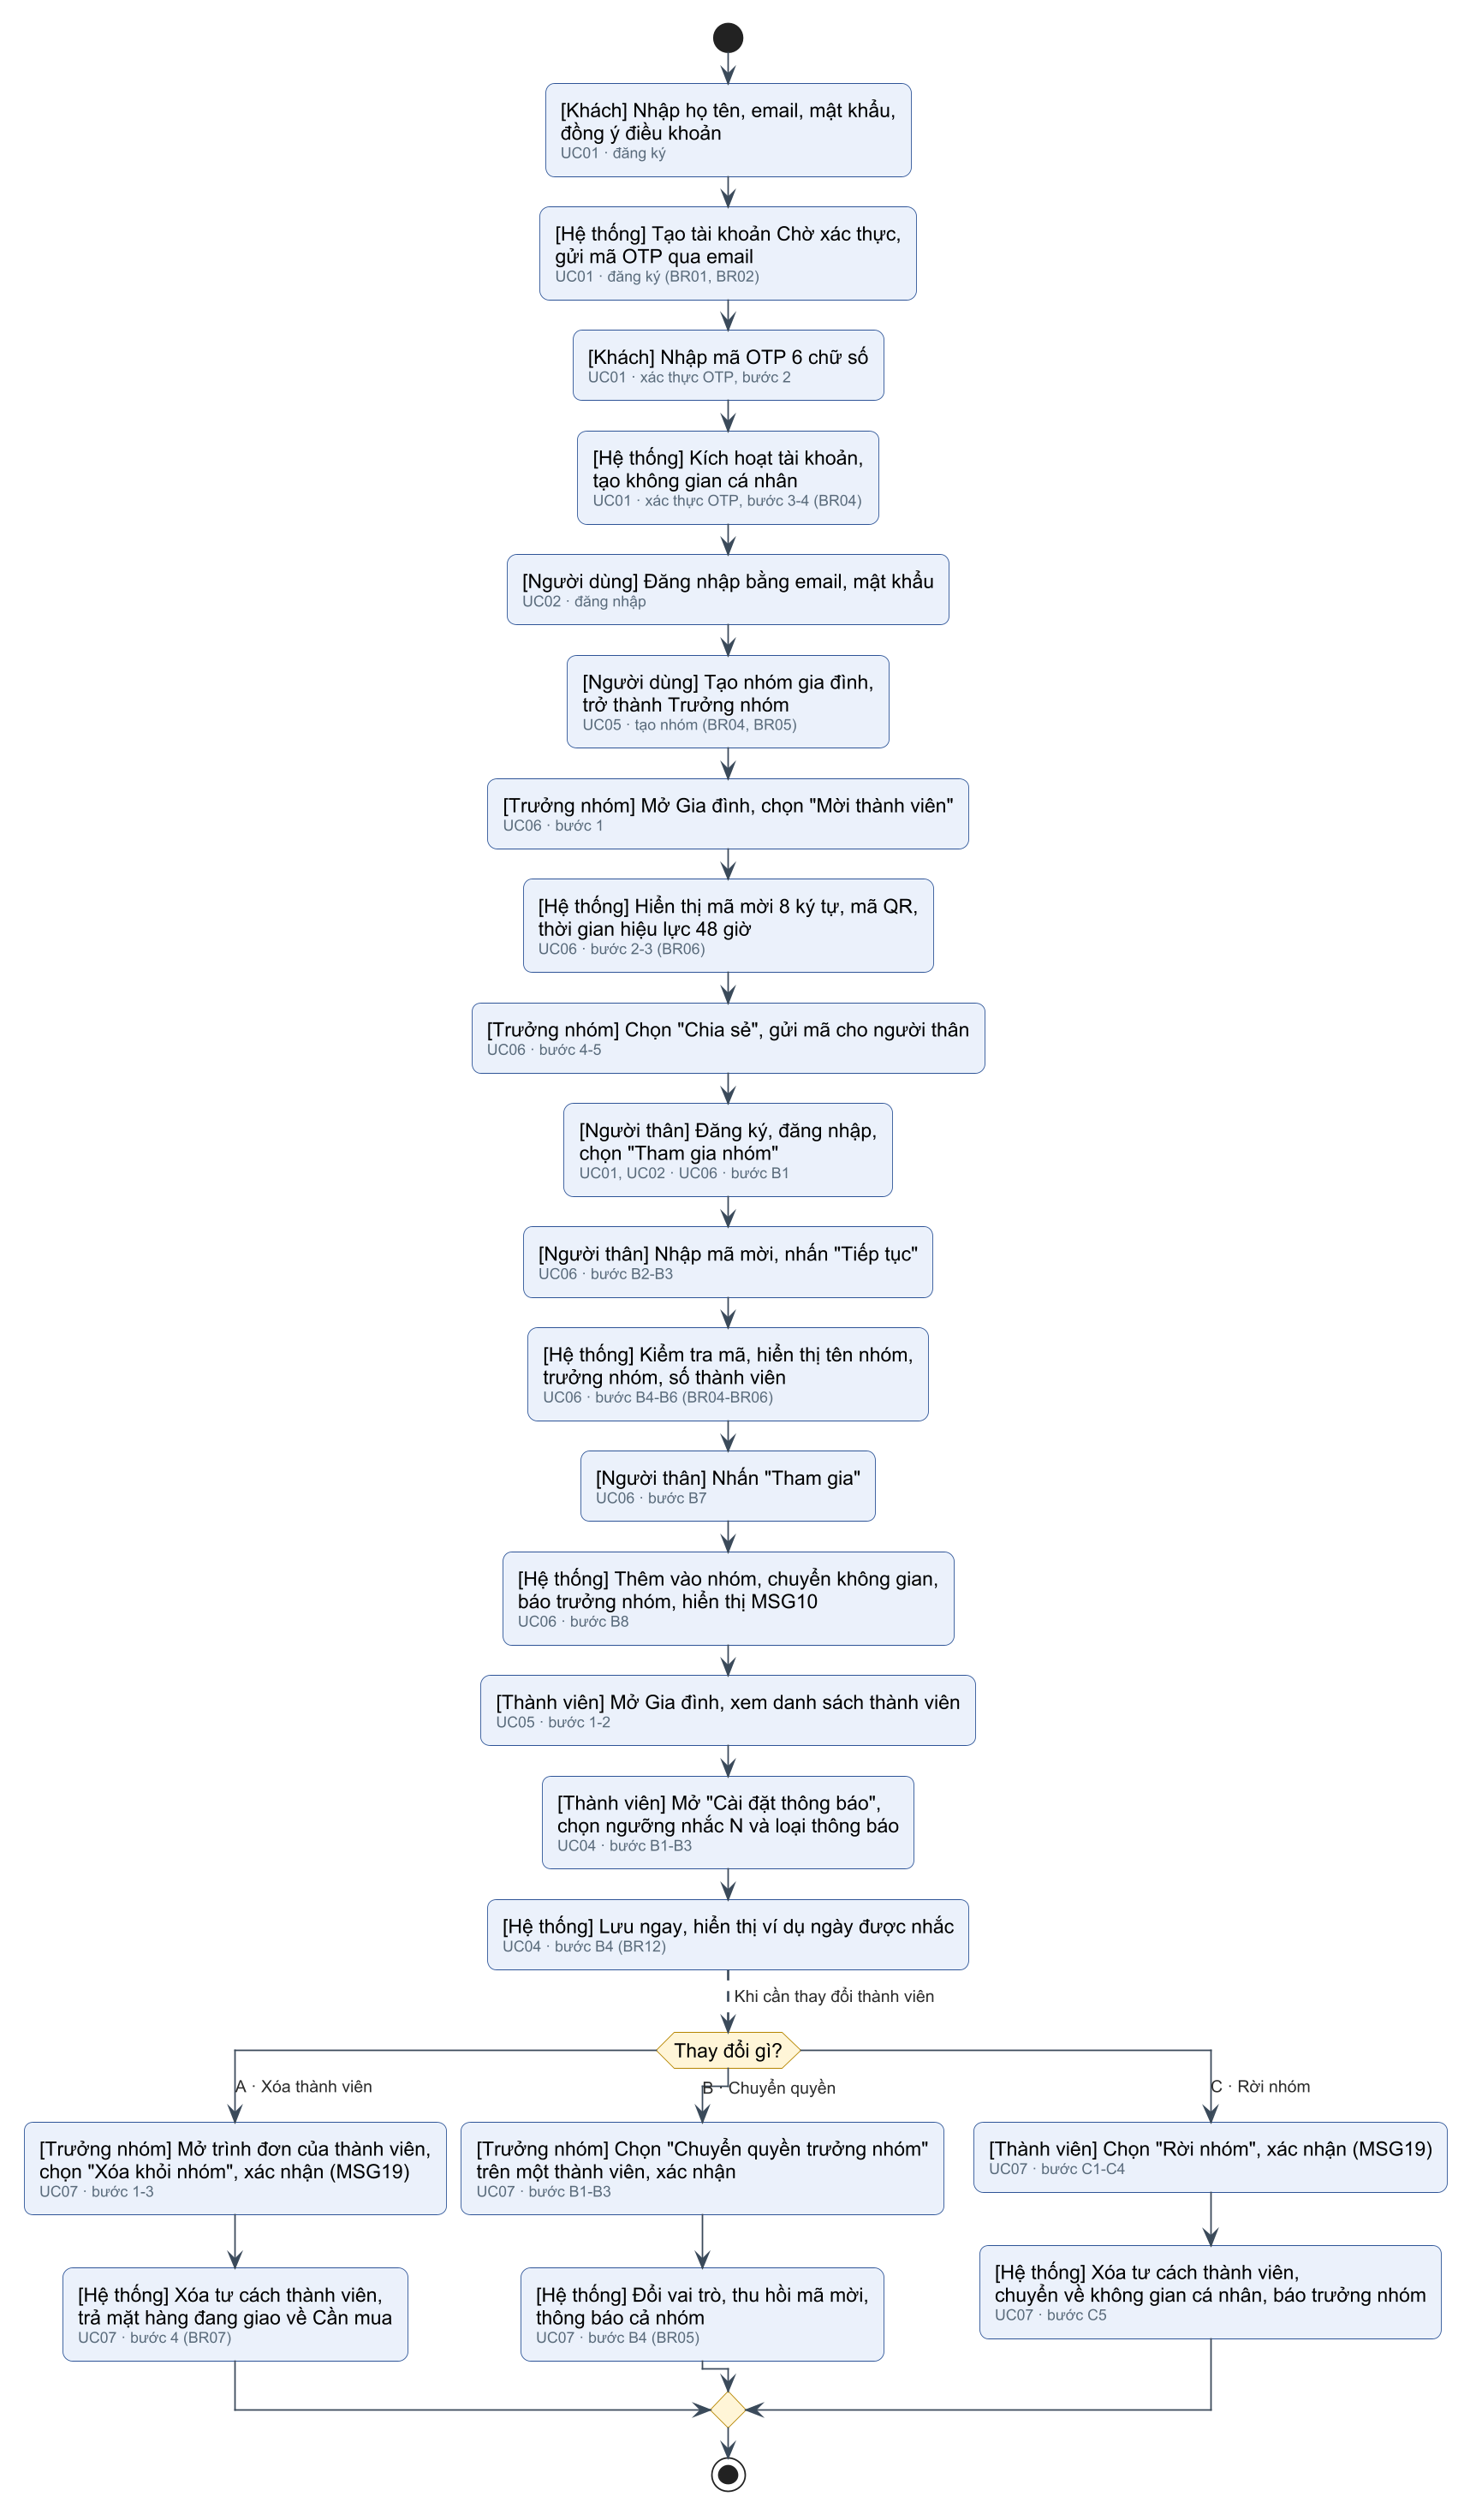 [Khách] Nhập họ tên, email, mật khẩu,
đồng ý điều khoản
UC01 · đăng ký
[Hệ thống] Tạo tài khoản Chờ xác thực,
gửi mã OTP qua email
UC01 · đăng ký (BR01, BR02)
[Khách] Nhập mã OTP 6 chữ số
UC01 · xác thực OTP, bước 2
[Hệ thống] Kích hoạt tài khoản,
tạo không gian cá nhân
UC01 · xác thực OTP, bước 3-4 (BR04)
[Người dùng] Đăng nhập bằng email, mật khẩu
UC02 · đăng nhập
[Người dùng] Tạo nhóm gia đình,
trở thành Trưởng nhóm
UC05 · tạo nhóm (BR04, BR05)
[Trưởng nhóm] Mở Gia đình, chọn "Mời thành viên"
UC06 · bước 1
[Hệ thống] Hiển thị mã mời 8 ký tự, mã QR,
thời gian hiệu lực 48 giờ
UC06 · bước 2-3 (BR06)
[Trưởng nhóm] Chọn "Chia sẻ", gửi mã cho người thân
UC06 · bước 4-5
[Người thân] Đăng ký, đăng nhập,
chọn "Tham gia nhóm"
UC01, UC02 · UC06 · bước B1
[Người thân] Nhập mã mời, nhấn "Tiếp tục"
UC06 · bước B2-B3
[Hệ thống] Kiểm tra mã, hiển thị tên nhóm,
trưởng nhóm, số thành viên
UC06 · bước B4-B6 (BR04-BR06)
[Người thân] Nhấn "Tham gia"
UC06 · bước B7
[Hệ thống] Thêm vào nhóm, chuyển không gian,
báo trưởng nhóm, hiển thị MSG10
UC06 · bước B8
[Thành viên] Mở Gia đình, xem danh sách thành viên
UC05 · bước 1-2
[Thành viên] Mở "Cài đặt thông báo",
chọn ngưỡng nhắc N và loại thông báo
UC04 · bước B1-B3
[Hệ thống] Lưu ngay, hiển thị ví dụ ngày được nhắc
UC04 · bước B4 (BR12)
Khi cần thay đổi thành viên
Thay đổi gì?
A · Xóa thành viên
B · Chuyển quyền
C · Rời nhóm
[Trưởng nhóm] Mở trình đơn của thành viên,
chọn "Xóa khỏi nhóm", xác nhận (MSG19)
UC07 · bước 1-3
[Trưởng nhóm] Chọn "Chuyển quyền trưởng nhóm"
trên một thành viên, xác nhận
UC07 · bước B1-B3
[Thành viên] Chọn "Rời nhóm", xác nhận (MSG19)
UC07 · bước C1-C4
[Hệ thống] Xóa tư cách thành viên,
trả mặt hàng đang giao về Cần mua
UC07 · bước 4 (BR07)
[Hệ thống] Đổi vai trò, thu hồi mã mời,
thông báo cả nhóm
UC07 · bước B4 (BR05)
[Hệ thống] Xóa tư cách thành viên,
chuyển về không gian cá nhân, báo trưởng nhóm
UC07 · bước C5